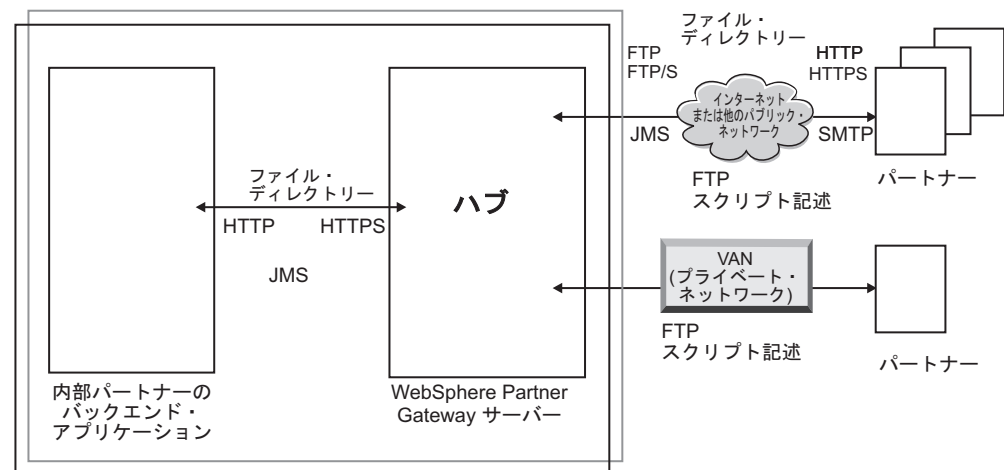 ファイル・
ディレクトリー
HTTP
HTTPS
JMS
内部パートナーの
バックエンド・
アプリケーション
ハブ
WebSphere Partner
Gateway サーバー
FTP
FTP/S
ファイル・
ディレクトリー
HTTP
HTTPS
インターネット
または他のパブリック・
ネットワーク
JMS
SMTP
FTP
スクリプト記述
パートナー
VAN
(プライベート・
ネットワーク)
FTP
スクリプト記述
パートナー